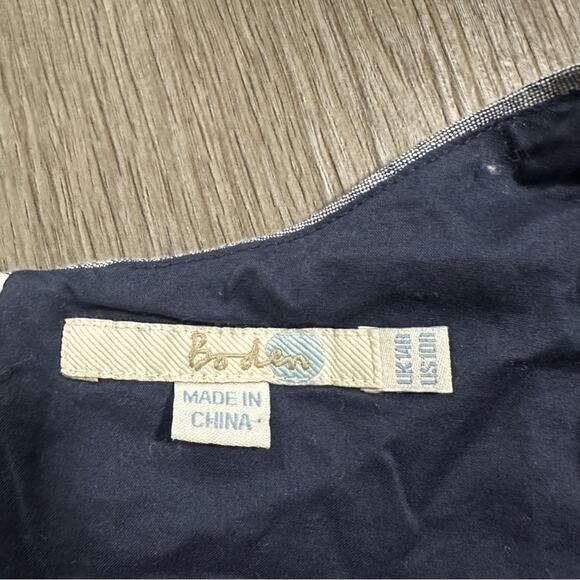 Boden
MADE IN
CHINA
UK14R
US10R